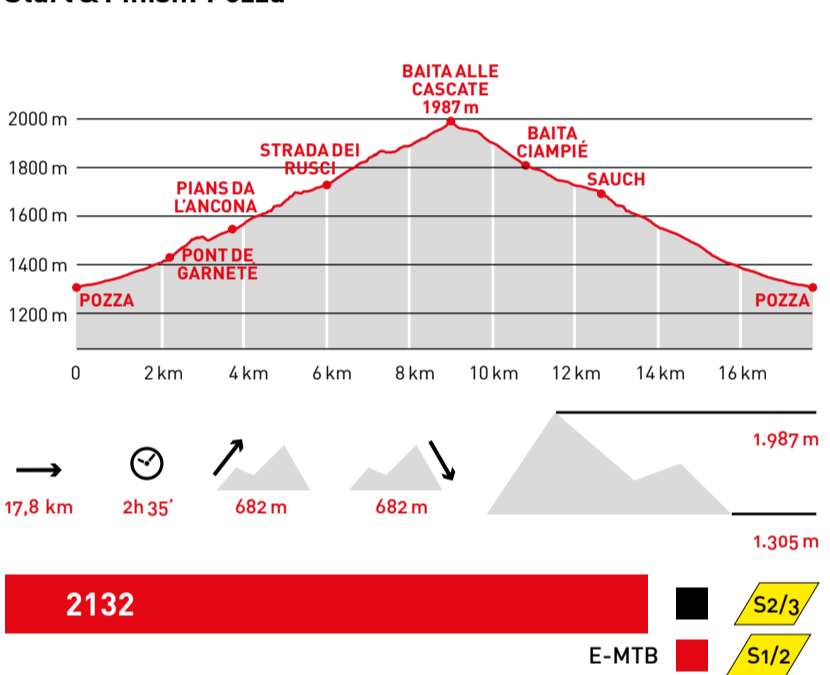 Start & Finish: Pozza
BAITA ALLE
CASCATE
1987 m
2000 m
BAITA
CIAMPIÉ
STRADA DEI
RUSCI
1800 m
SAUCH
PIANS DA
L'ANCONA
1600 m
PONT DE
GARNETÉ
1400 m
POZZA
POZZA
1200 m
0
2 km
4 km
6 km
8 km
10 km
12 km
14 km
16 km
1.987 m
17,8 km
2h 35'
682 m
682 m
1.305 m
2132
S2/3
E-MTB
S1/2